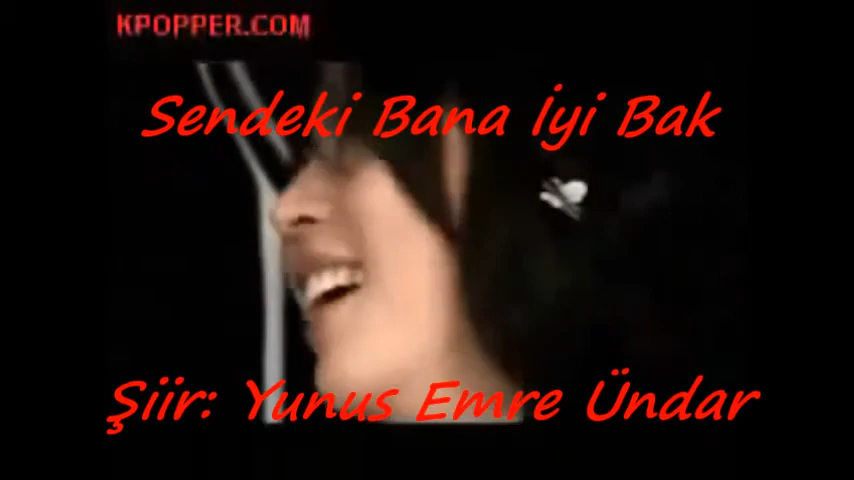 KPOPPER.COM
Sendeki Bana İyi Bak
Şiir: Yunus Emre Ündar